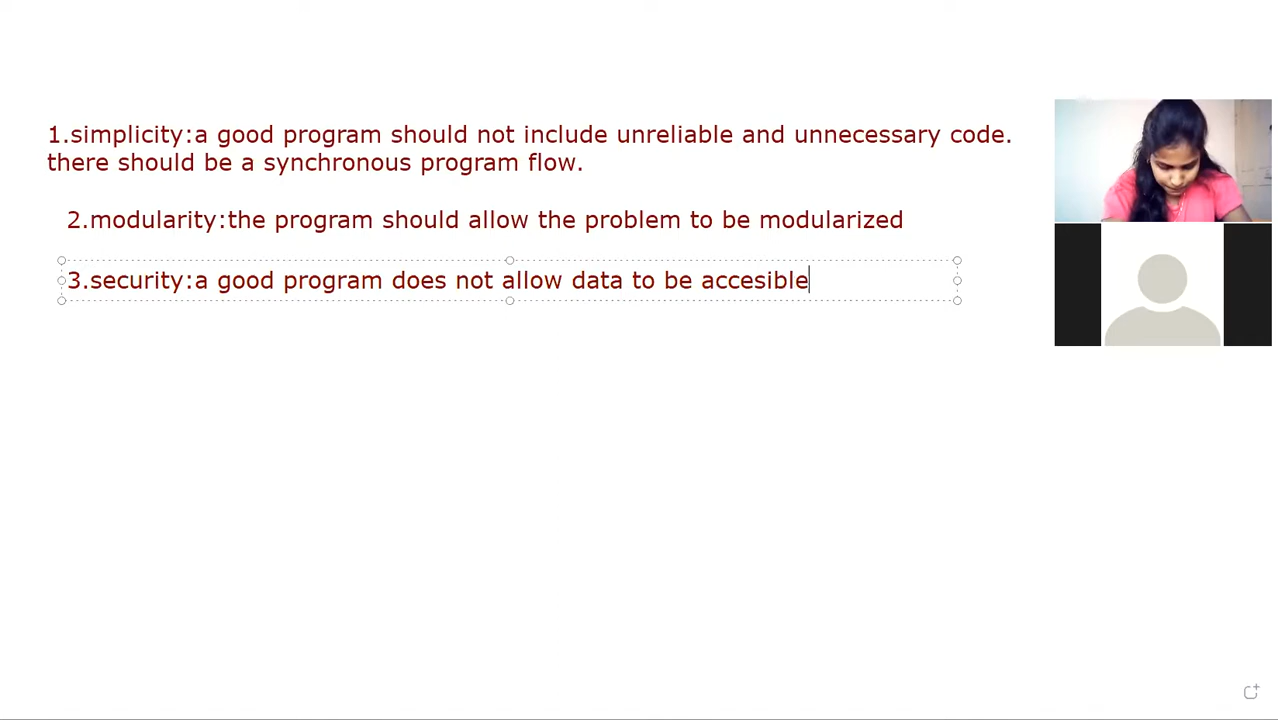 1.simplicity:a good program should not include unreliable and unnecessary code.
there should be a synchronous program flow.
2.modularity:the program should allow the problem to be modularized
3.security:a good program does not allow data to be accesible